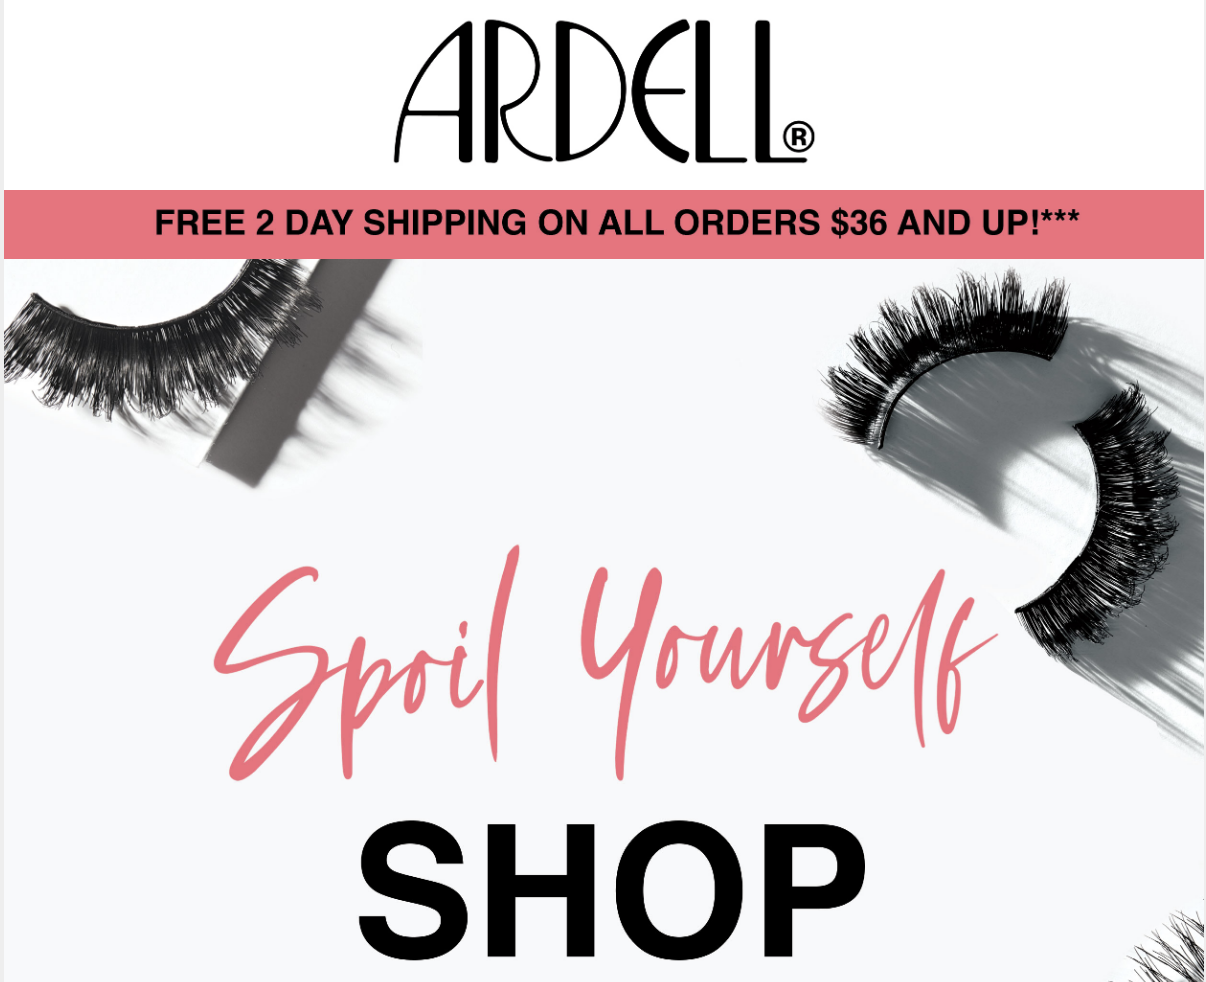 ARDELL®
FREE 2 DAY SHIPPING ON ALL ORDERS $36 AND UP!***
Spoil Yourself
SHOP